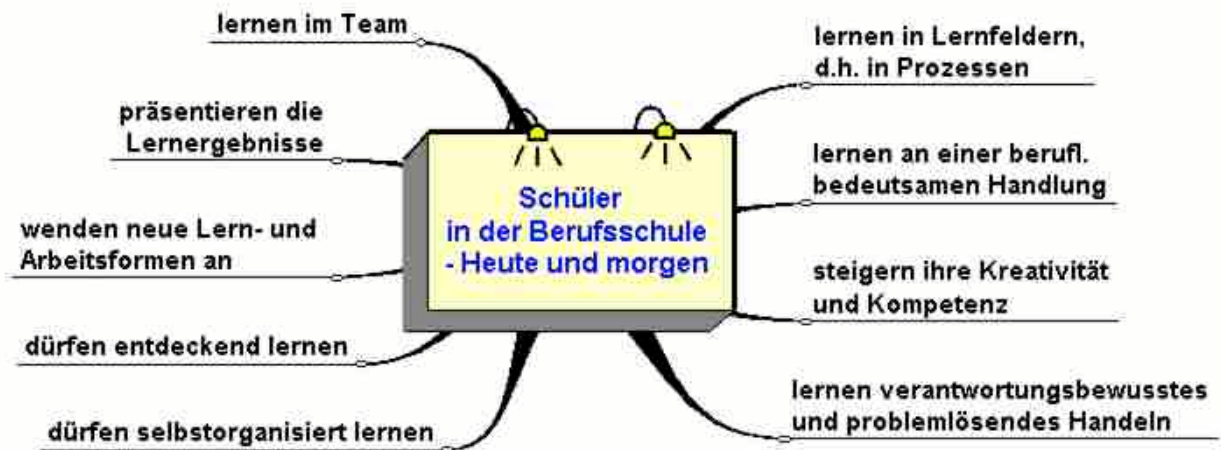 Schüler
in der Berufsschule
- Heute und morgen
lernen im Team
präsentieren die
Lernergebnisse
wenden neue Lern- und
Arbeitsformen an
dürfen entdeckend lernen
dürfen selbstorganisiert lernen
lernen in Lernfeldern,
d.h. in Prozessen
lernen an einer berufl.
bedeutsamen Handlung
steigern ihre Kreativität
und Kompetenz
lernen verantwortungsbewusstes
und problemlösendes Handeln